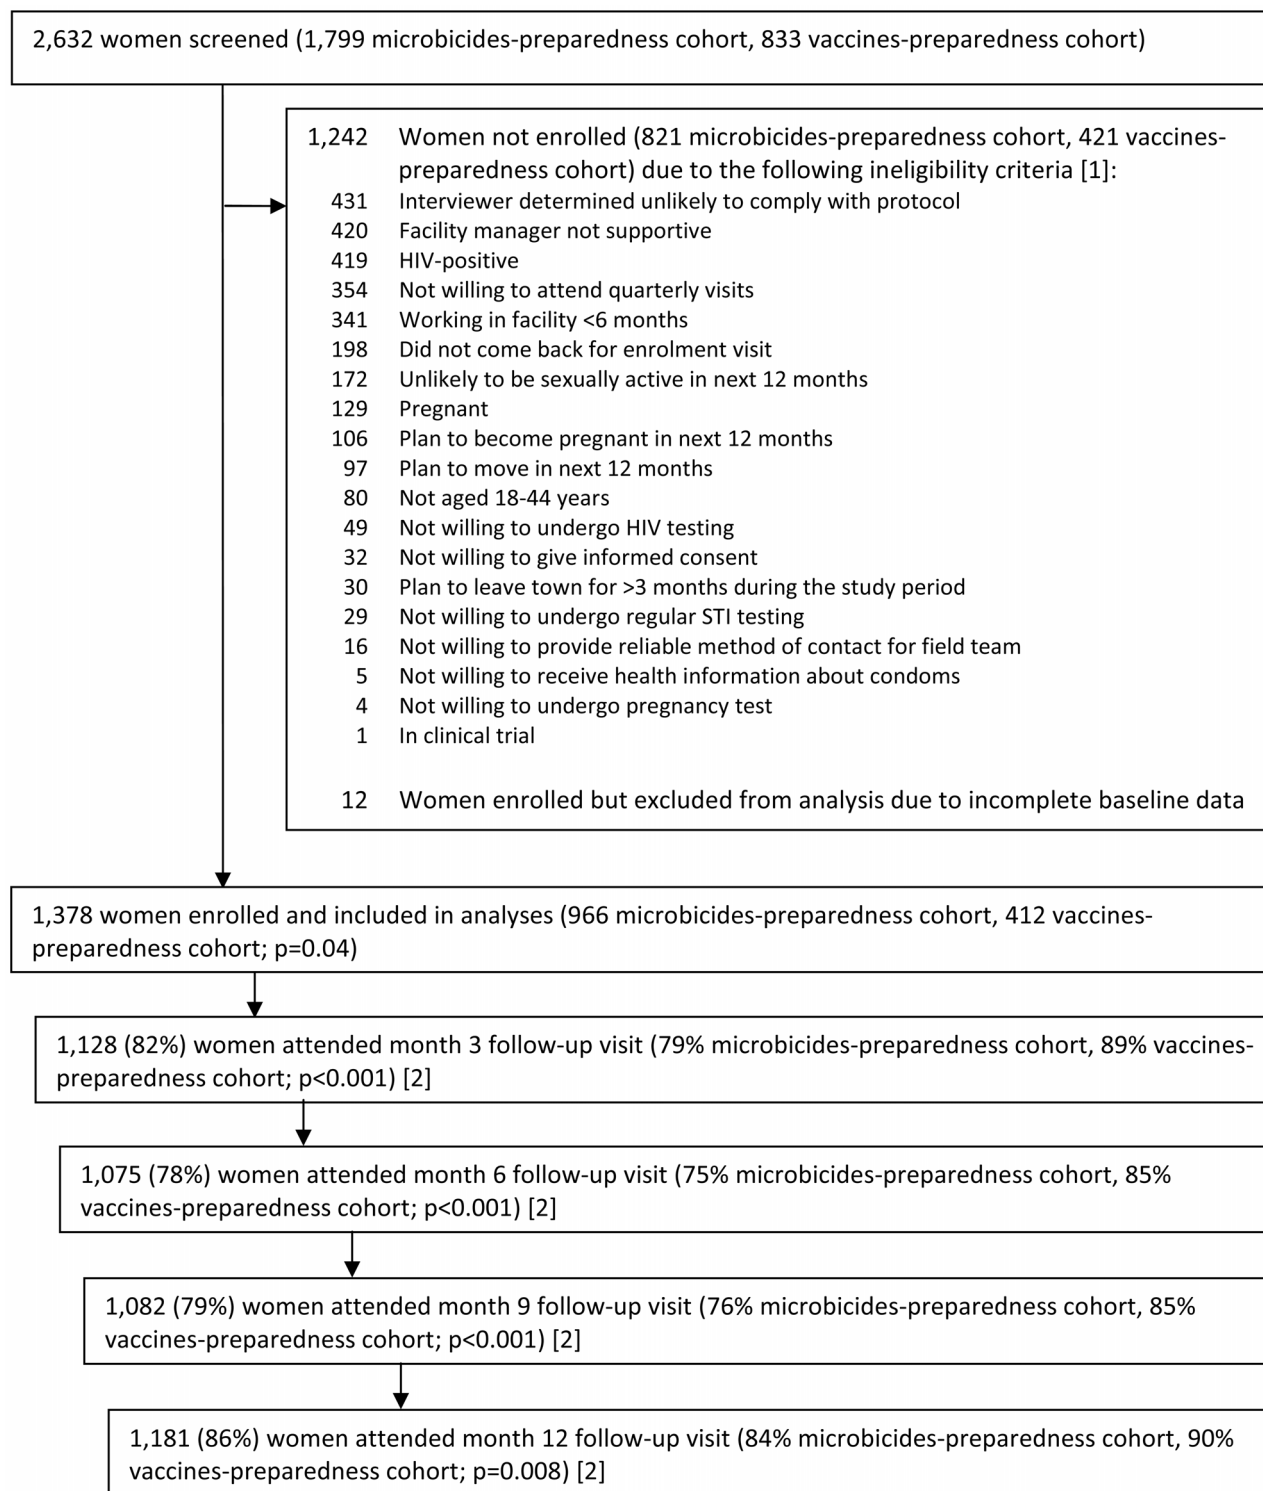 2,632 women screened (1,799 microbicides-preparedness cohort, 833 vaccines-preparedness cohort)
1,242 Women not enrolled (821 microbicides-preparedness cohort, 421 vaccines-
preparedness cohort) due to the following ineligibility criteria [1]:
431 Interviewer determined unlikely to comply with protocol
420 Facility manager not supportive
419 HIV-positive
354 Not willing to attend quarterly visits
341 Working in facility <6 months
198 Did not come back for enrolment visit
172 Unlikely to be sexually active in next 12 months
129 Pregnant
106 Plan to become pregnant in next 12 months
97 Plan to move in next 12 months
80 Not aged 18-44 years
49 Not willing to undergo HIV testing
32 Not willing to give informed consent
30 Plan to leave town for >3 months during the study period
29 Not willing to undergo regular STI testing
16 Not willing to provide reliable method of contact for field team
5 Not willing to receive health information about condoms
4 Not willing to undergo pregnancy test
1 In clinical trial
12 Women enrolled but excluded from analysis due to incomplete baseline data
1,378 women enrolled and included in analyses (966 microbicides-preparedness cohort, 412 vaccines-
preparedness cohort; p=0.04)
1,128 (82%) women attended month 3 follow-up visit (79% microbicides-preparedness cohort, 89% vaccines-
preparedness cohort; p<0.001) [2]
1,075 (78%) women attended month 6 follow-up visit (75% microbicides-preparedness cohort, 85%
vaccines-preparedness cohort; p<0.001) [2]
1,082 (79%) women attended month 9 follow-up visit (76% microbicides-preparedness cohort, 85%
vaccines-preparedness cohort; p<0.001) [2]
1,181 (86%) women attended month 12 follow-up visit (84% microbicides-preparedness cohort, 90%
vaccines-preparedness cohort; p=0.008) [2]